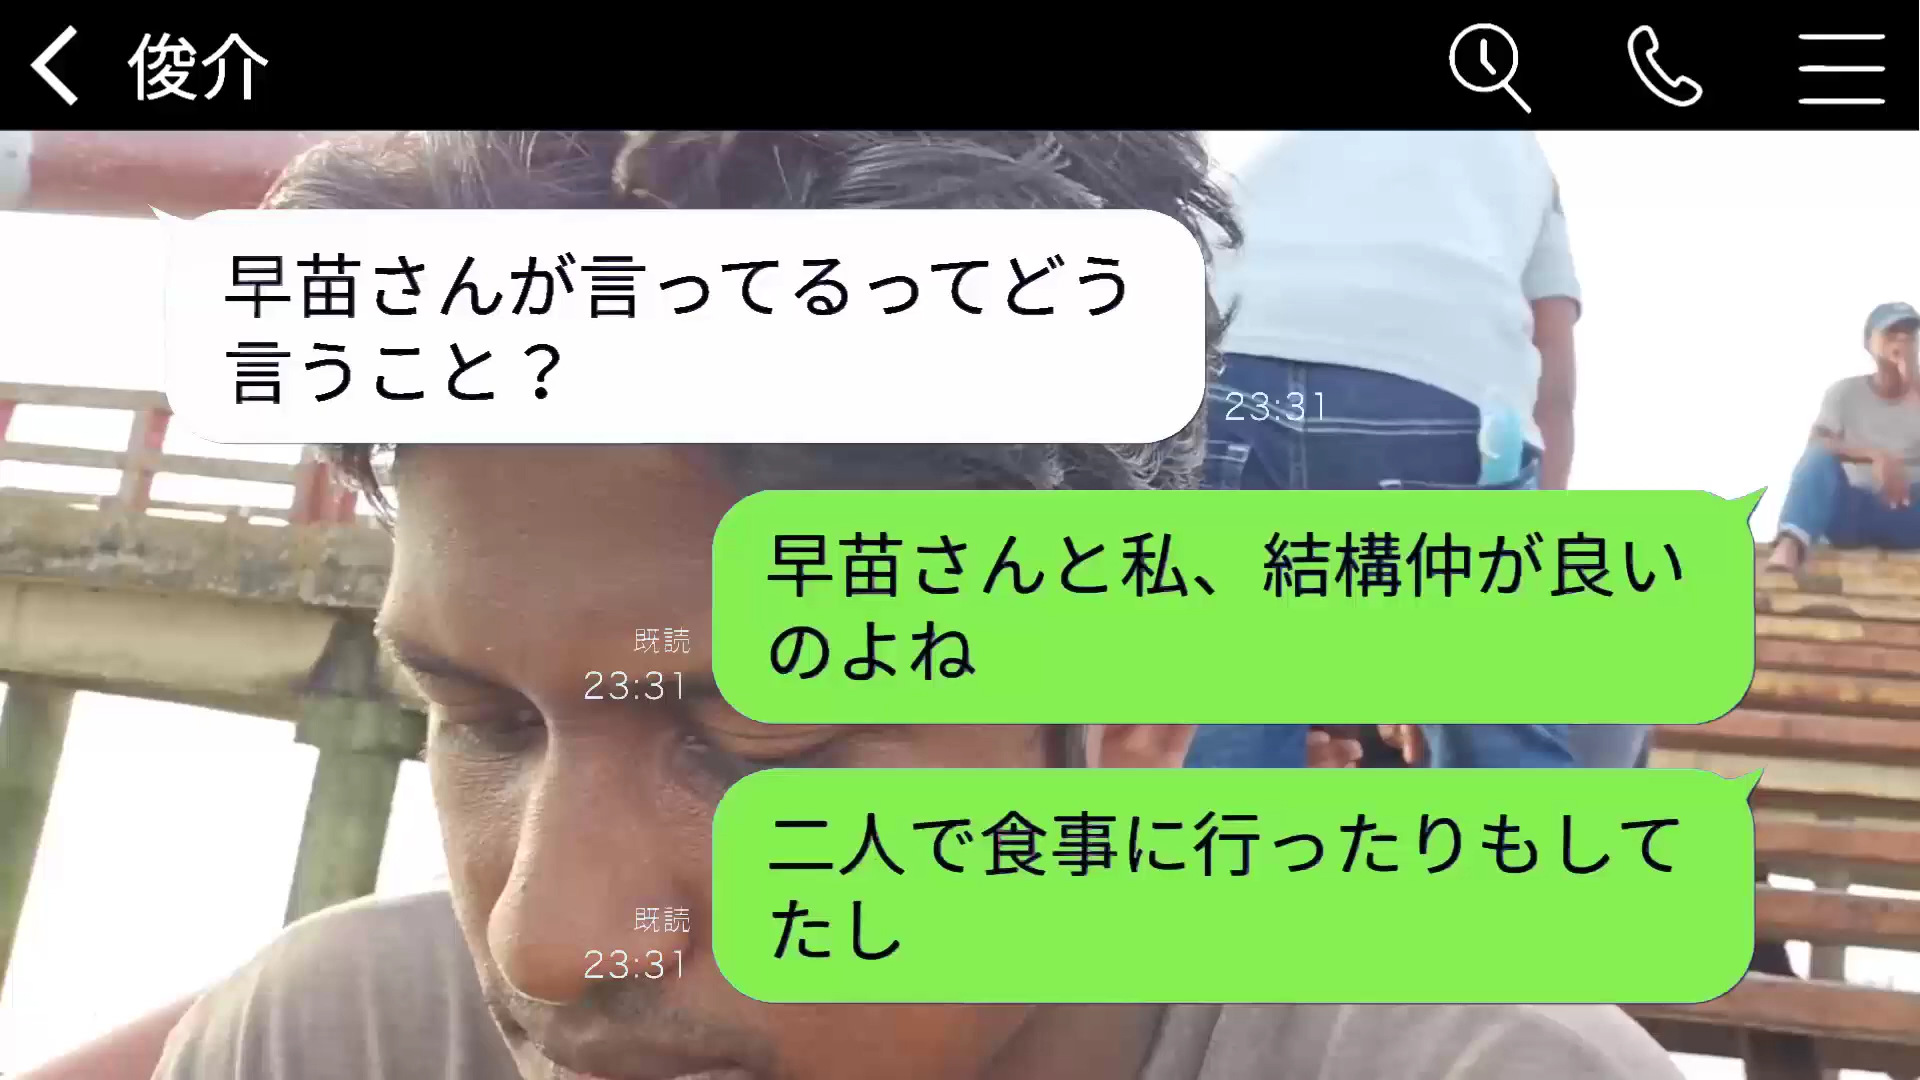 俊介
早苗さんが言ってるってどう
言うこと？
23:31
早苗さんと私、結構仲が良い
のよね
既読
23:31
二人で食事に行ったりもして
たし
既読
23:31